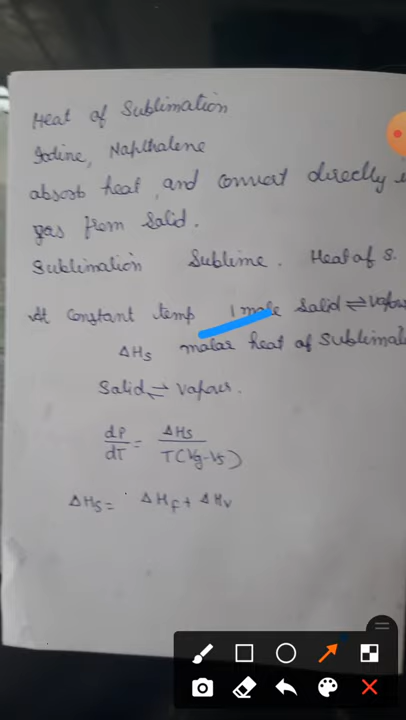 Heat of Sublimation
Iodine, Naphthalene
absorb heat, and convert directly
gas from Solid.
Sublimation Sublime. Heat of S.
At Constant temp 1 mole Solid ⇌ Vapour
ΔHs molar heat of Sublimat
Solid ⇌ Vapour.
dP/dT = ΔHs/T(Vg-Vs)
ΔHs = ΔHf + ΔHv